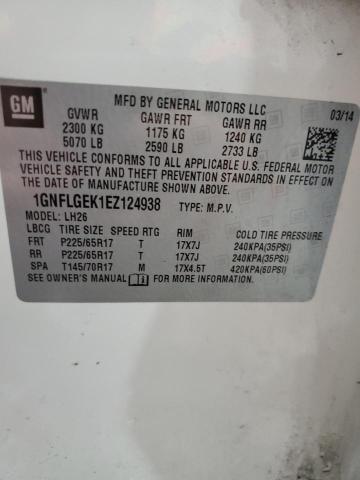 GM
MFD BY GENERAL MOTORS LLC
03/14
GVWR GAWR FRT GAWR RR
2300 KG 1175 KG 1240 KG
5070 LB 2590 LB 2733 LB
THIS VEHICLE CONFORMS TO ALL APPLICABLE U.S. FEDERAL MOTOR
VEHICLE SAFETY AND THEFT PREVENTION STANDARDS IN EFFECT ON
THE DATE OF MANUFACTURE SHOWN ABOVE.
1GNFLGEK1EZ124938 TYPE: M.P.V.
MODEL: LH26
LBCG TIRE SIZE SPEED RTG RIM COLD TIRE PRESSURE
FRT P225/65R17 T 17X7J 240KPA(35PSI)
RR P225/65R17 T 17X7J 240KPA(35PSI)
SPA T145/70R17 M 17X4.5T 420KPA(60PSI)
SEE OWNER'S MANUAL FOR MORE INFORMATION.